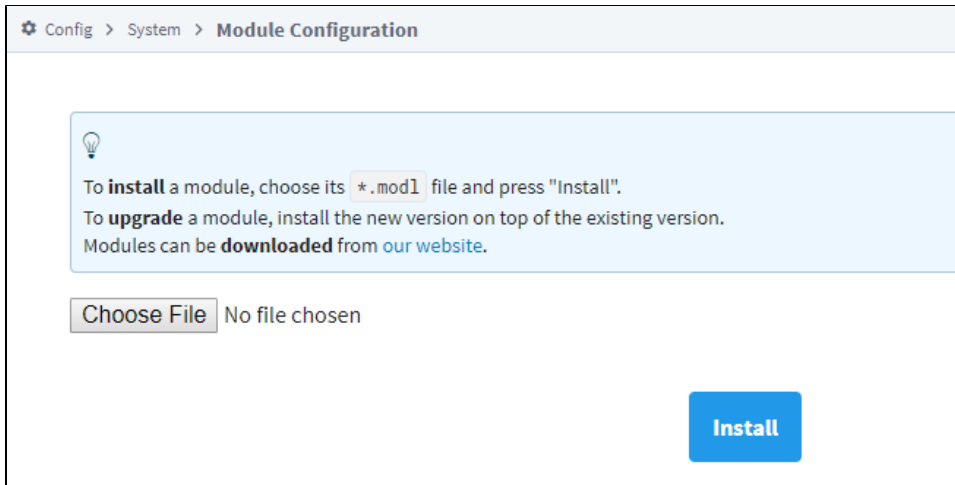 Config > System > Module Configuration
To install a module, choose its *.modl file and press "Install".
To upgrade a module, install the new version on top of the existing version.
Modules can be downloaded from our website.
Choose File No file chosen
Install